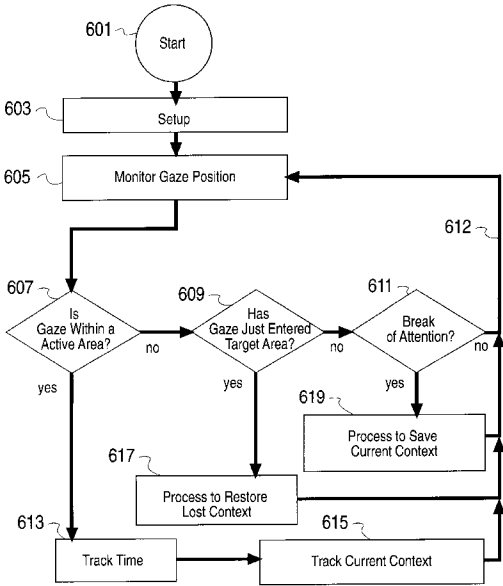 601
Start
603
Setup
605
Monitor Gaze Position
612
607
Is
Gaze Within a
Active Area?
no
yes
609
Has
Gaze Just Entered
Target Area?
no
yes
611
Break
of Attention?
no
yes
619
Process to Save
Current Context
617
Process to Restore
Lost Context
613
Track Time
615
Track Current Context